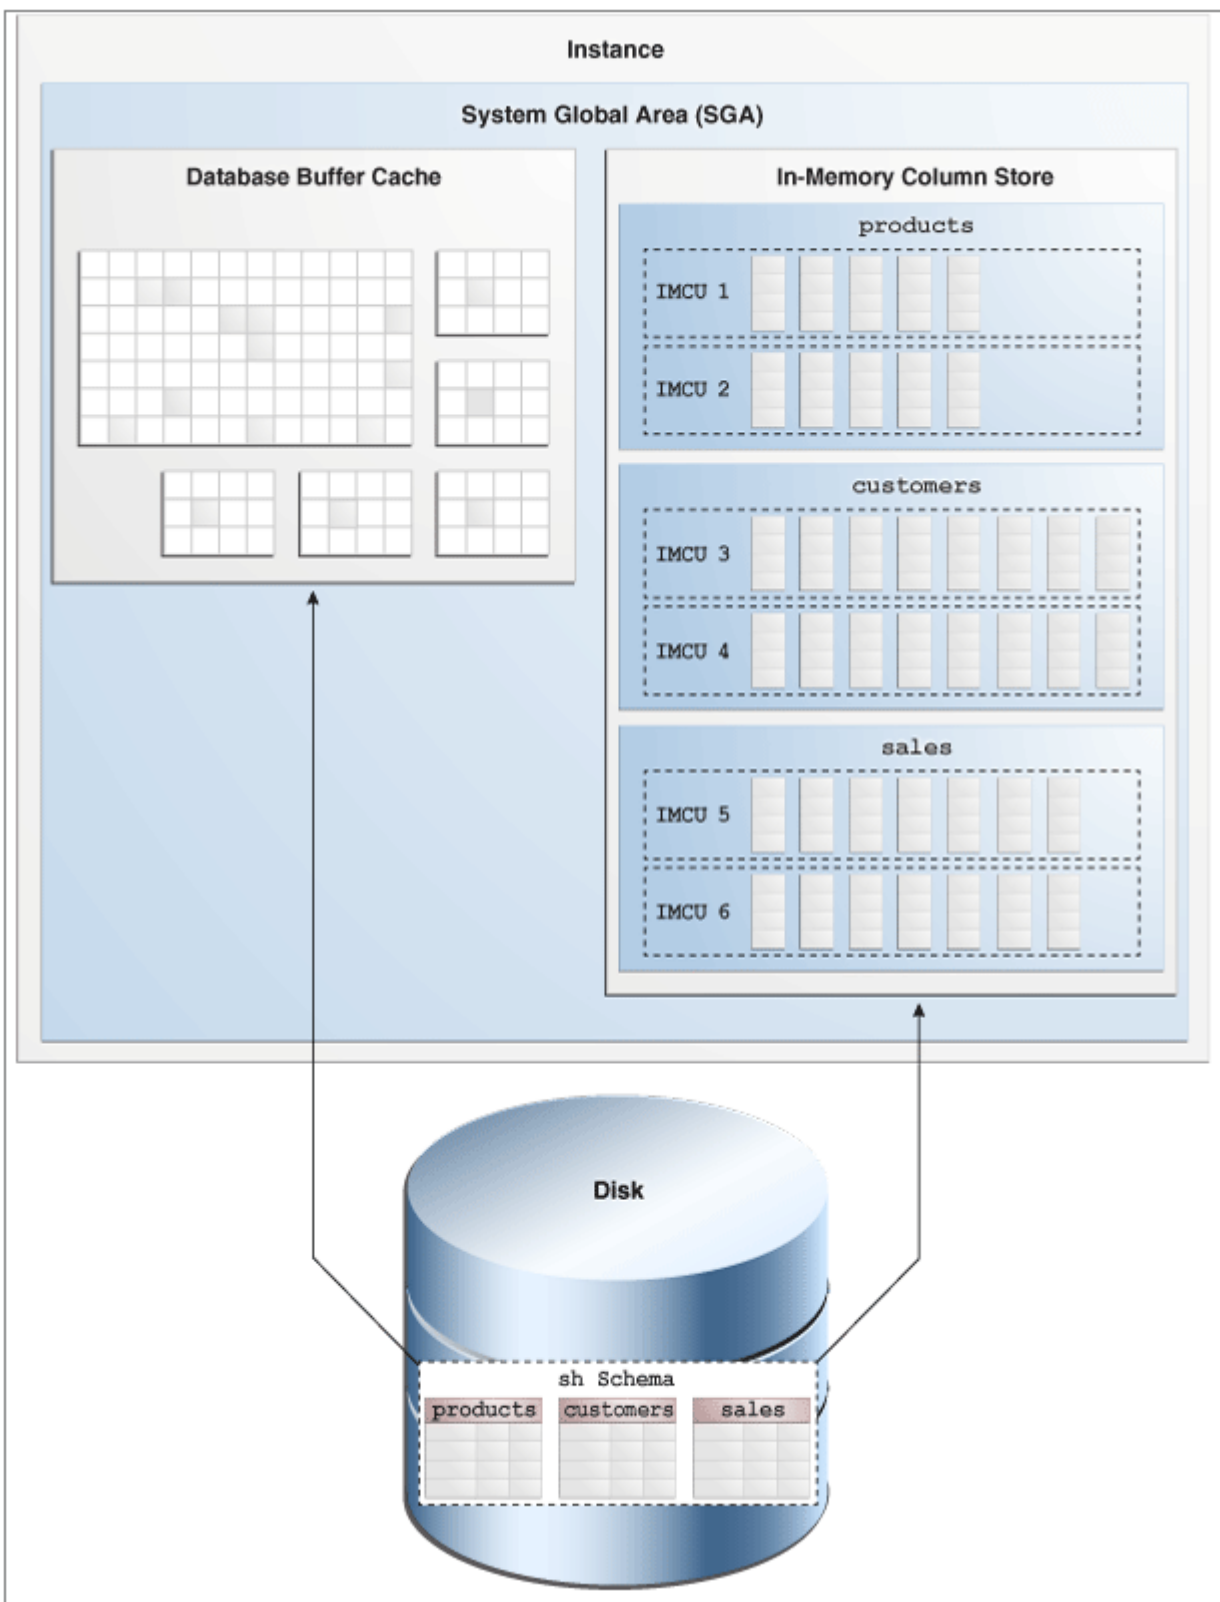 Instance
System Global Area (SGA)
Database Buffer Cache
In-Memory Column Store
products
IMCU 1
IMCU 2
customers
IMCU 3
IMCU 4
sales
IMCU 5
IMCU 6
Disk
sh Schema
products customers sales